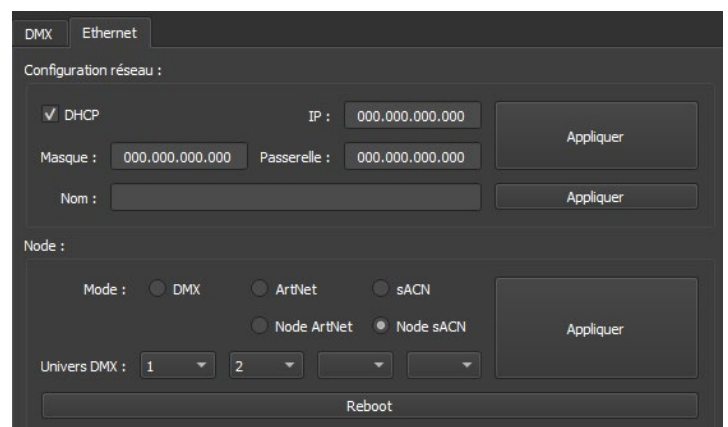 DMX Ethernet
Configuration réseau :
DHCP IP : 000.000.000.000 Appliquer
Masque : 000.000.000.000 Passerelle : 000.000.000.000
Nom : Appliquer
Node :
Mode : DMX ArtNet sACN
Node ArtNet Node sACN Appliquer
Univers DMX : 1 2
Reboot